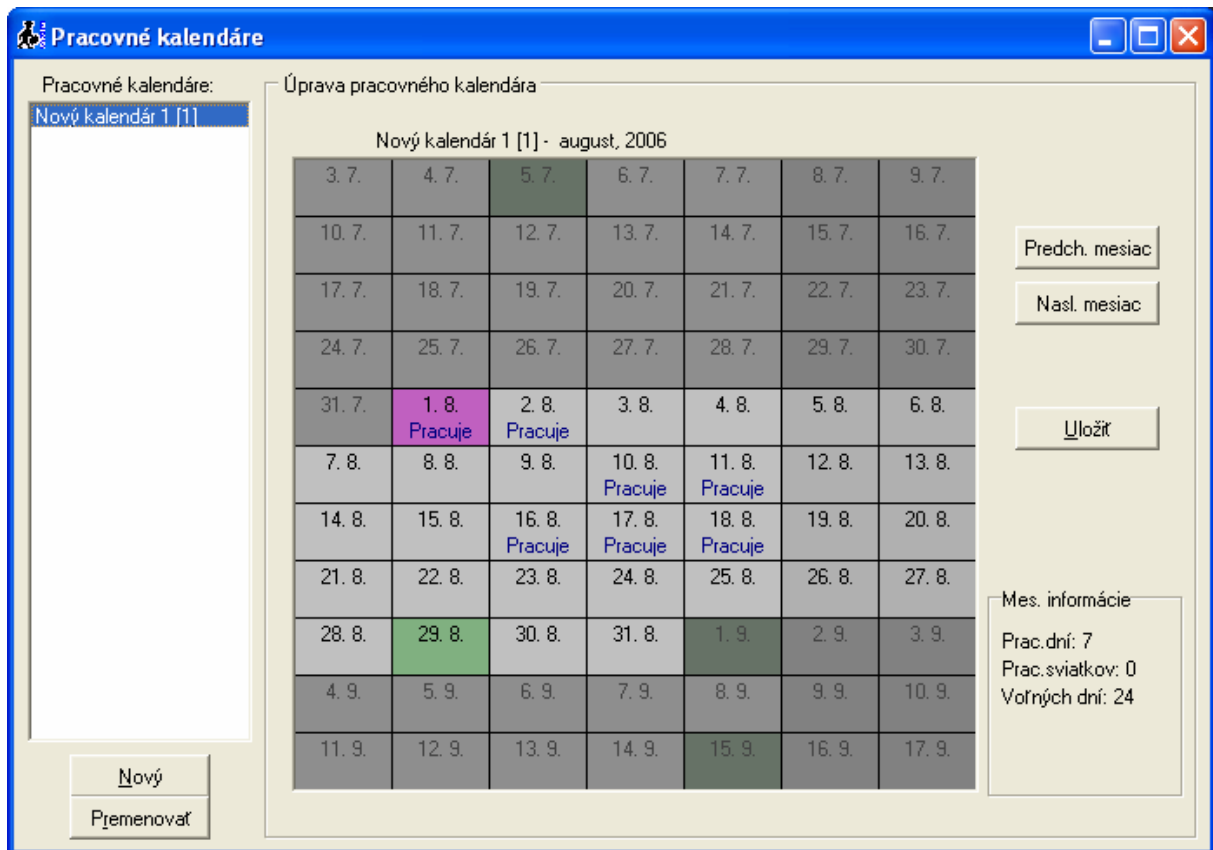 Pracovné kalendáre
Pracovné kalendáre:
Nový kalendár 1 [1]
Nový
Premenovať
Úprava pracovného kalendára
Nový kalendár 1 [1] - august, 2006
3. 7. 4. 7. 5. 7. 6. 7. 7. 7. 8. 7. 9. 7.
10. 7. 11. 7. 12. 7. 13. 7. 14. 7. 15. 7. 16. 7.
17. 7. 18. 7. 19. 7. 20. 7. 21. 7. 22. 7. 23. 7.
24. 7. 25. 7. 26. 7. 27. 7. 28. 7. 29. 7. 30. 7.
31. 7. 1. 8. 2. 8. 3. 8. 4. 8. 5. 8. 6. 8.
Pracuje Pracuje
7. 8. 8. 8. 9. 8. 10. 8. 11. 8. 12. 8. 13. 8.
Pracuje Pracuje
14. 8. 15. 8. 16. 8. 17. 8. 18. 8. 19. 8. 20. 8.
Pracuje Pracuje Pracuje
21. 8. 22. 8. 23. 8. 24. 8. 25. 8. 26. 8. 27. 8.
28. 8. 29. 8. 30. 8. 31. 8. 1. 9. 2. 9. 3. 9.
4. 9. 5. 9. 6. 9. 7. 9. 8. 9. 9. 9. 10. 9.
11. 9. 12. 9. 13. 9. 14. 9. 15. 9. 16. 9. 17. 9.
Predch. mesiac
Nasl. mesiac
Uložiť
Mes. informácie
Prac.dní: 7
Prac.sviatkov: 0
Voľných dní: 24